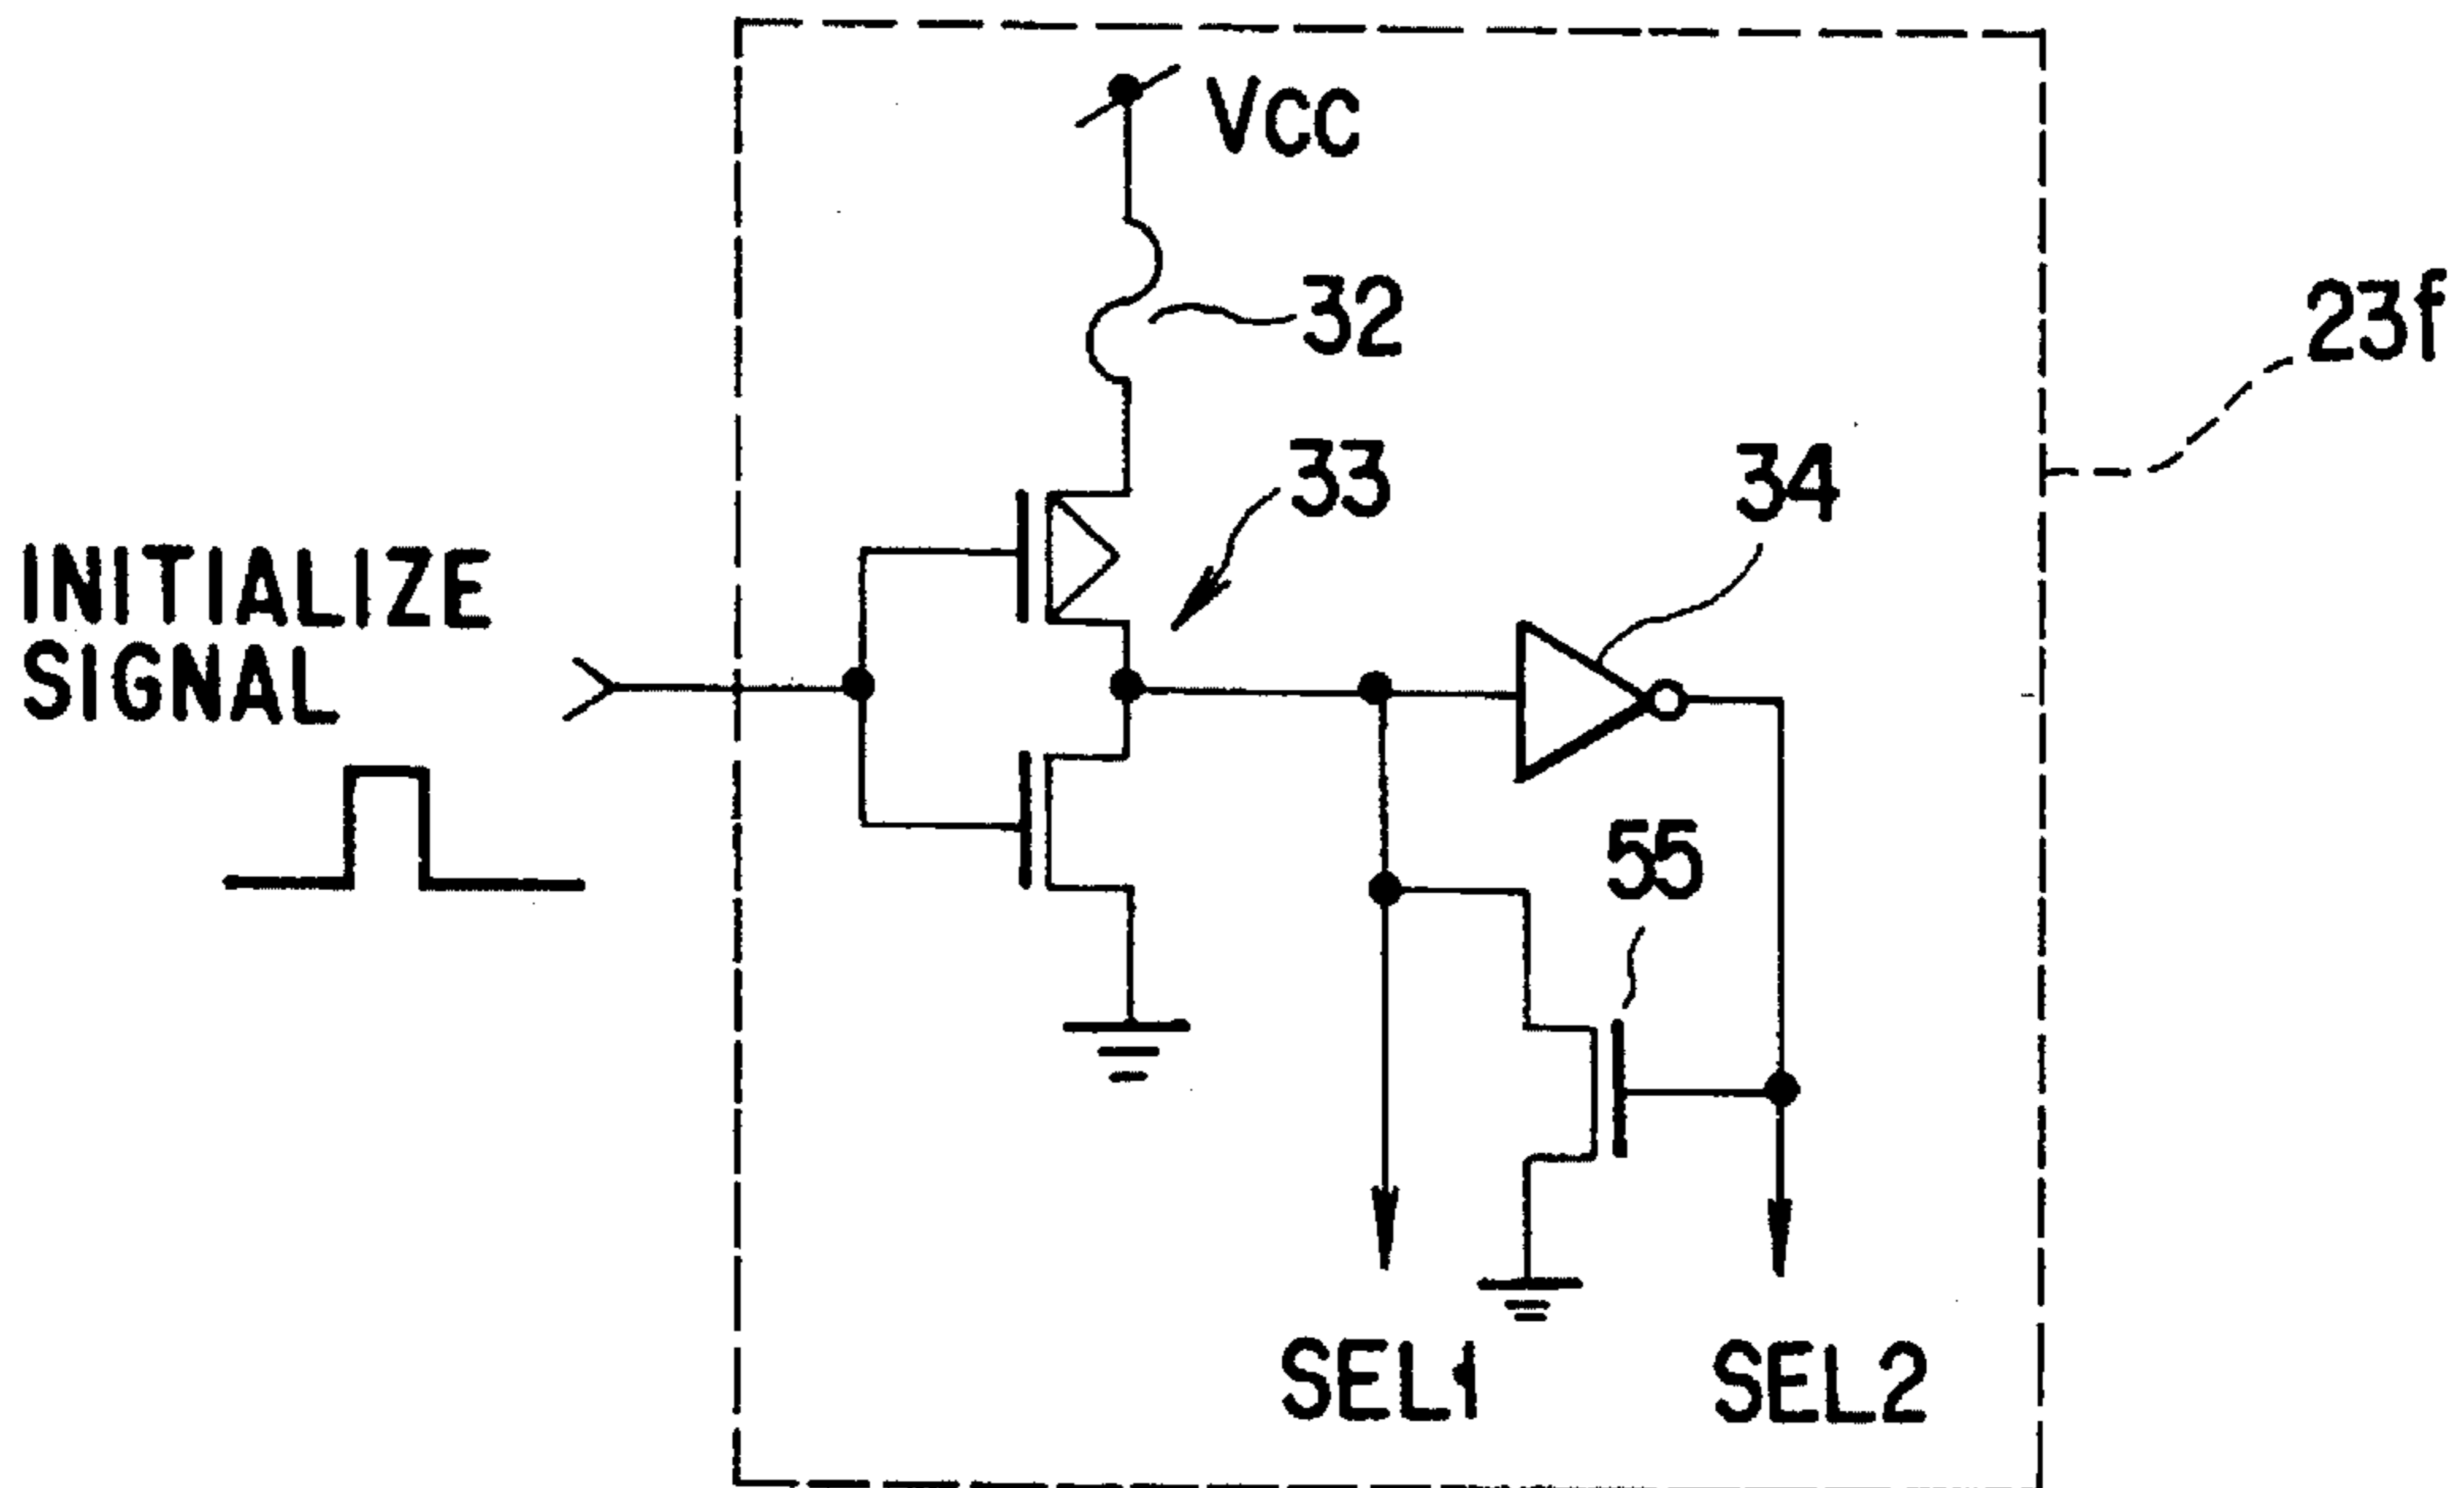 VCC
32
23f
33
34
INITIALIZE
SIGNAL
55
SEL1
SEL2